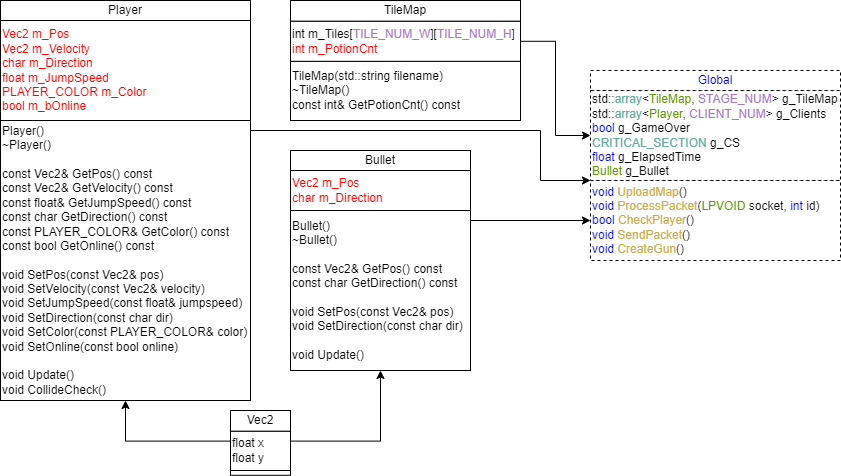 Player
Vec2 m_Pos
Vec2 m_Velocity
char m_Direction
float m_JumpSpeed
PLAYER_COLOR m_Color
bool m_bOnline
Player()
~Player()
const Vec2& GetPos() const
const Vec2& GetVelocity() const
const float& GetJumpSpeed() const
const char GetDirection() const
const PLAYER_COLOR& GetColor() const
const bool GetOnline() const
void SetPos(const Vec2& pos)
void SetVelocity(const Vec2& velocity)
void SetJumpSpeed(const float& jumpspeed)
void SetDirection(const char dir)
void SetColor(const PLAYER_COLOR& color)
void SetOnline(const bool online)
void Update()
void CollideCheck()
TileMap
int m_Tiles[TILE_NUM_W][TILE_NUM_H]
int m_PotionCnt
TileMap(std::string filename)
~TileMap()
const int& GetPotionCnt() const
Bullet
Vec2 m_Pos
char m_Direction
Bullet()
~Bullet()
const Vec2& GetPos() const
const char GetDirection() const
void SetPos(const Vec2& pos)
void SetDirection(const char dir)
void Update()
Vec2
float x
float y
Global
std::array<TileMap, STAGE_NUM> g_TileMap
std::array<Player, CLIENT_NUM> g_Clients
bool g_GameOver
CRITICAL_SECTION g_CS
float g_ElapsedTime
Bullet g_Bullet
void UploadMap()
void ProcessPacket(LPVOID socket, int id)
bool CheckPlayer()
void SendPacket()
void CreateGun()